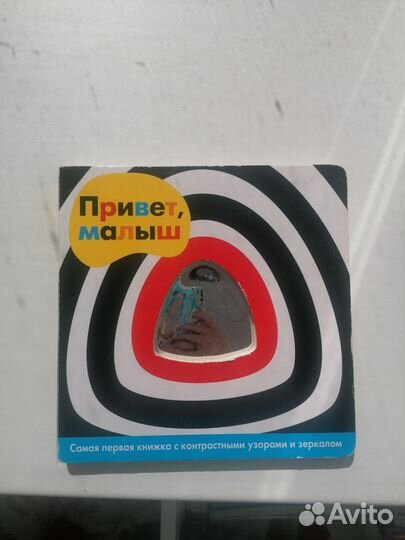 Привет,
малыш
Самая первая книжка с контрастными узорами и зеркалом
Avito